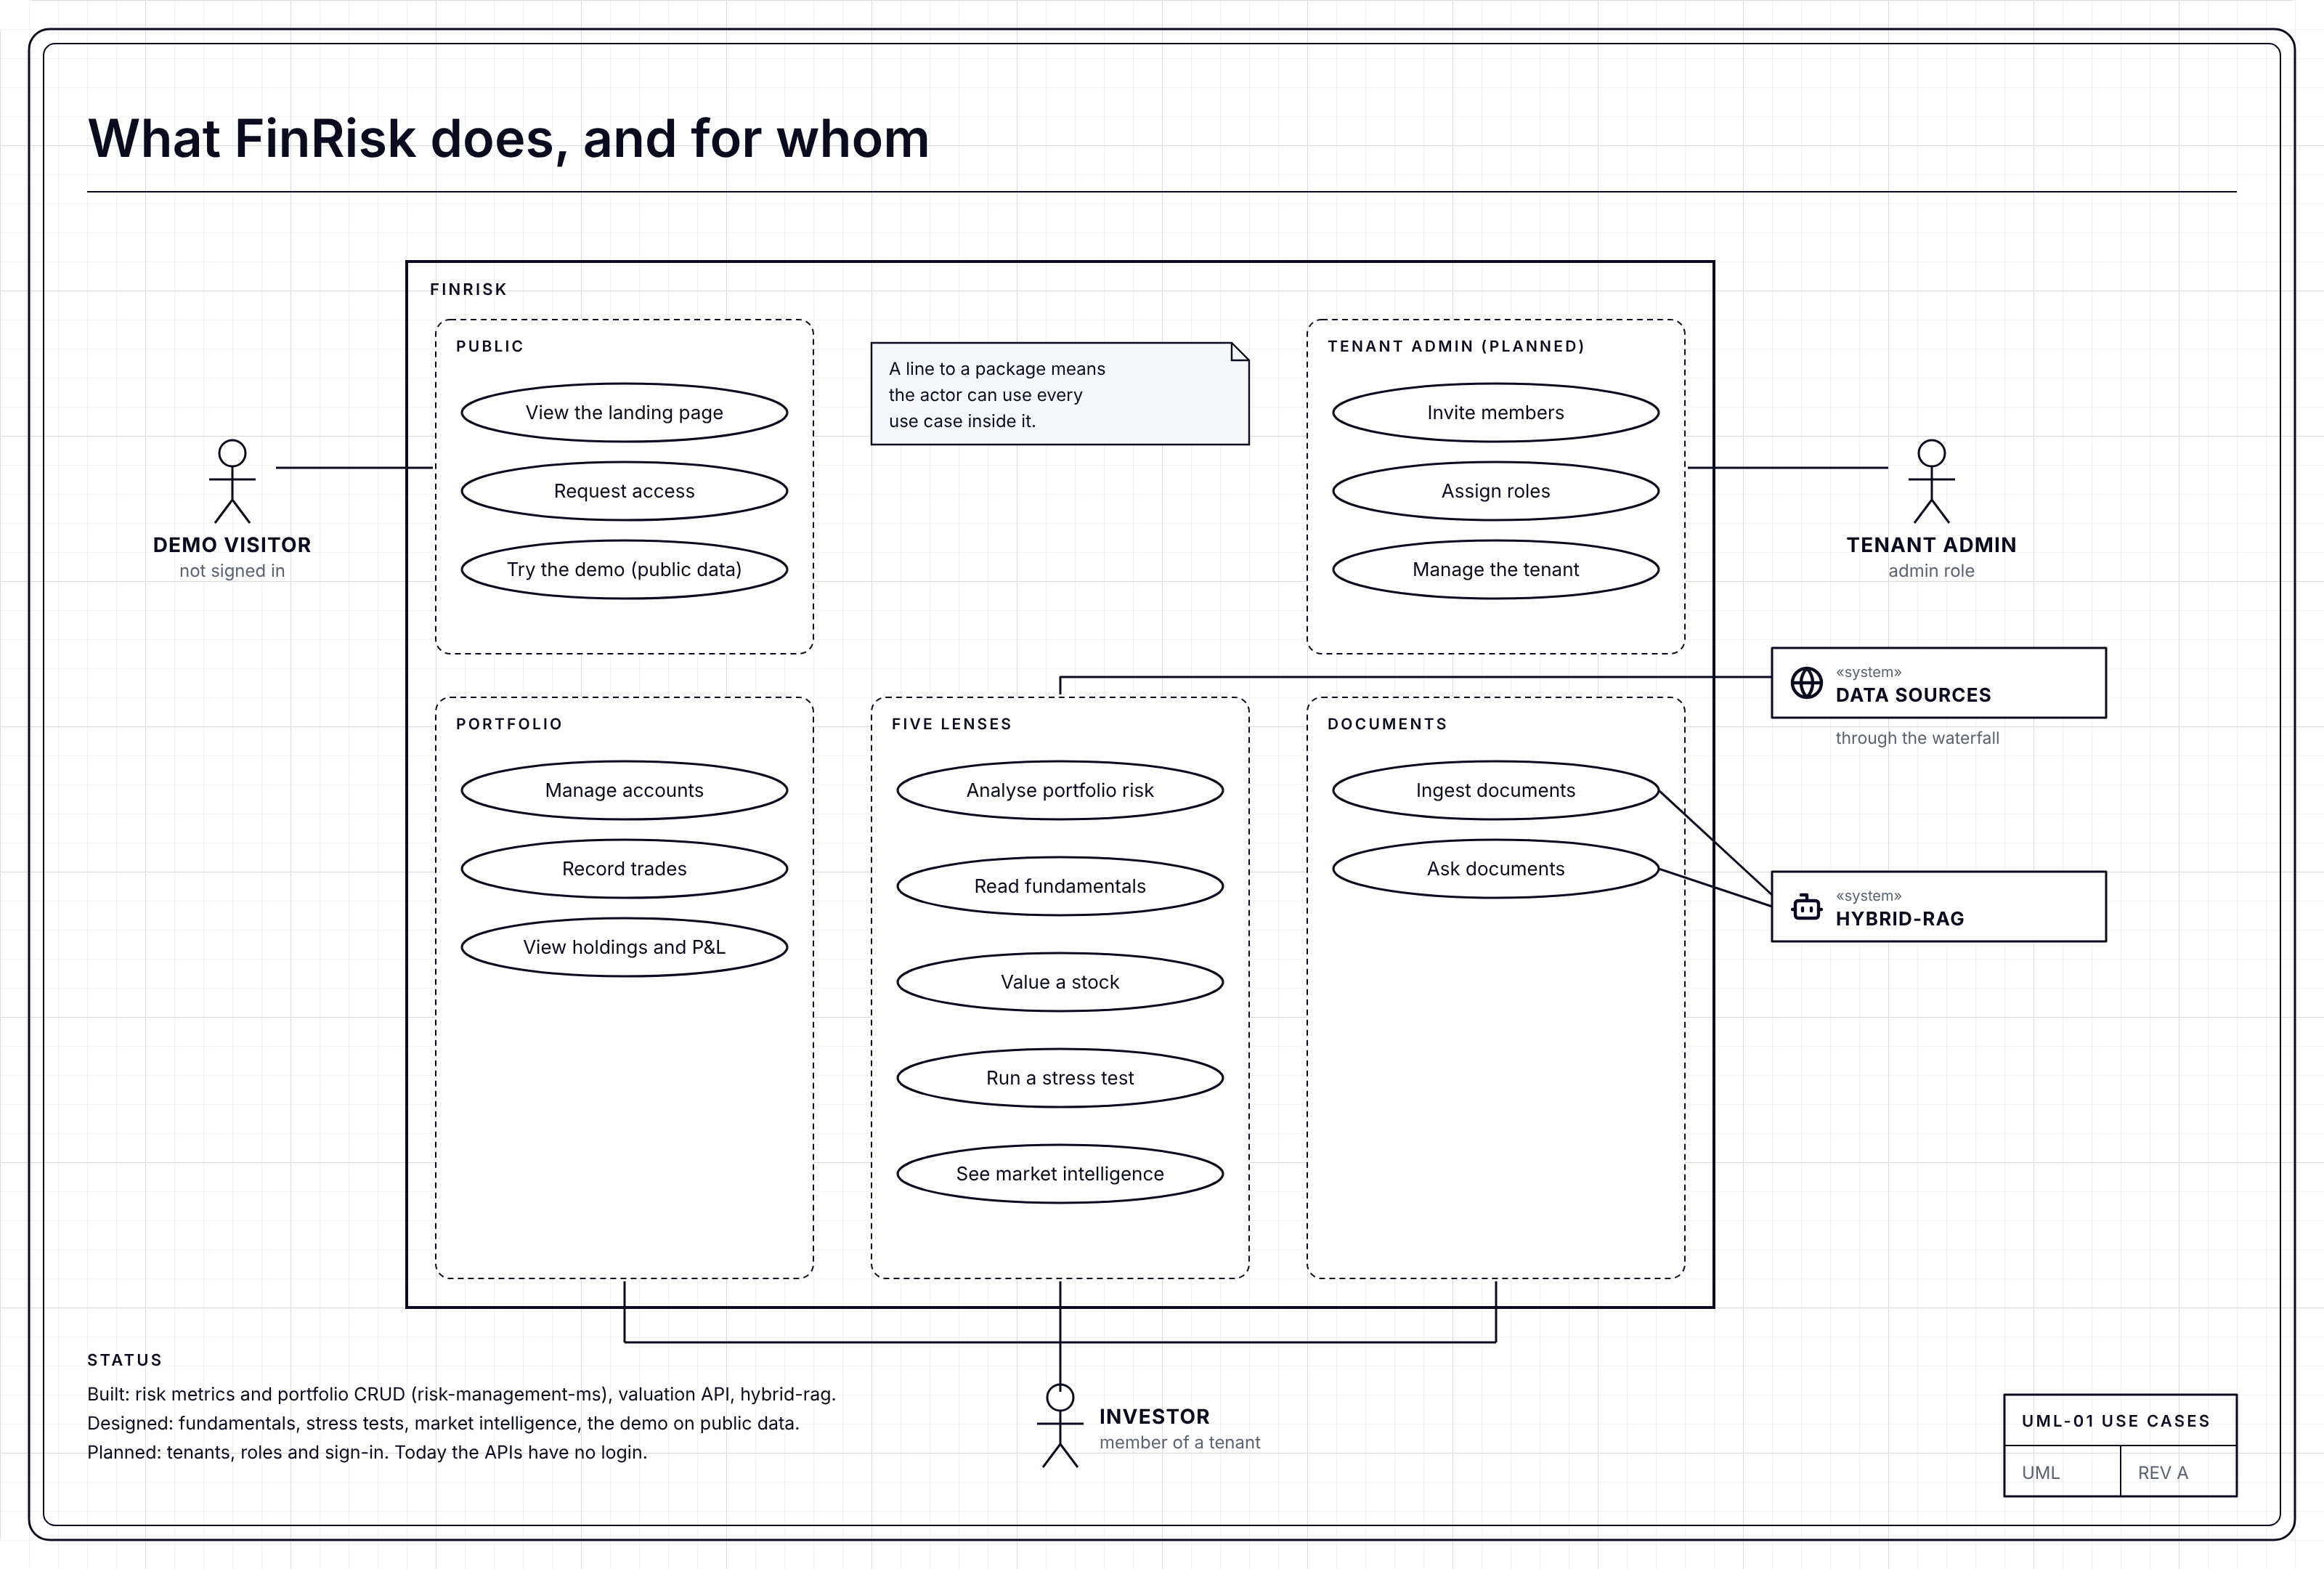 What FinRisk does, and for whom
FINRISK
PUBLIC
View the landing page
Request access
Try the demo (public data)
A line to a package means
the actor can use every
use case inside it.
TENANT ADMIN (PLANNED)
Invite members
Assign roles
Manage the tenant
DEMO VISITOR
not signed in
TENANT ADMIN
admin role
PORTFOLIO
Manage accounts
Record trades
View holdings and P&L
FIVE LENSES
Analyse portfolio risk
Read fundamentals
Value a stock
Run a stress test
See market intelligence
DOCUMENTS
Ingest documents
Ask documents
«system»
DATA SOURCES
through the waterfall
«system»
HYBRID-RAG
STATUS
Built: risk metrics and portfolio CRUD (risk-management-ms), valuation API, hybrid-rag.
Designed: fundamentals, stress tests, market intelligence, the demo on public data.
Planned: tenants, roles and sign-in. Today the APIs have no login.
INVESTOR
member of a tenant
UML-01 USE CASES
UML
REV A